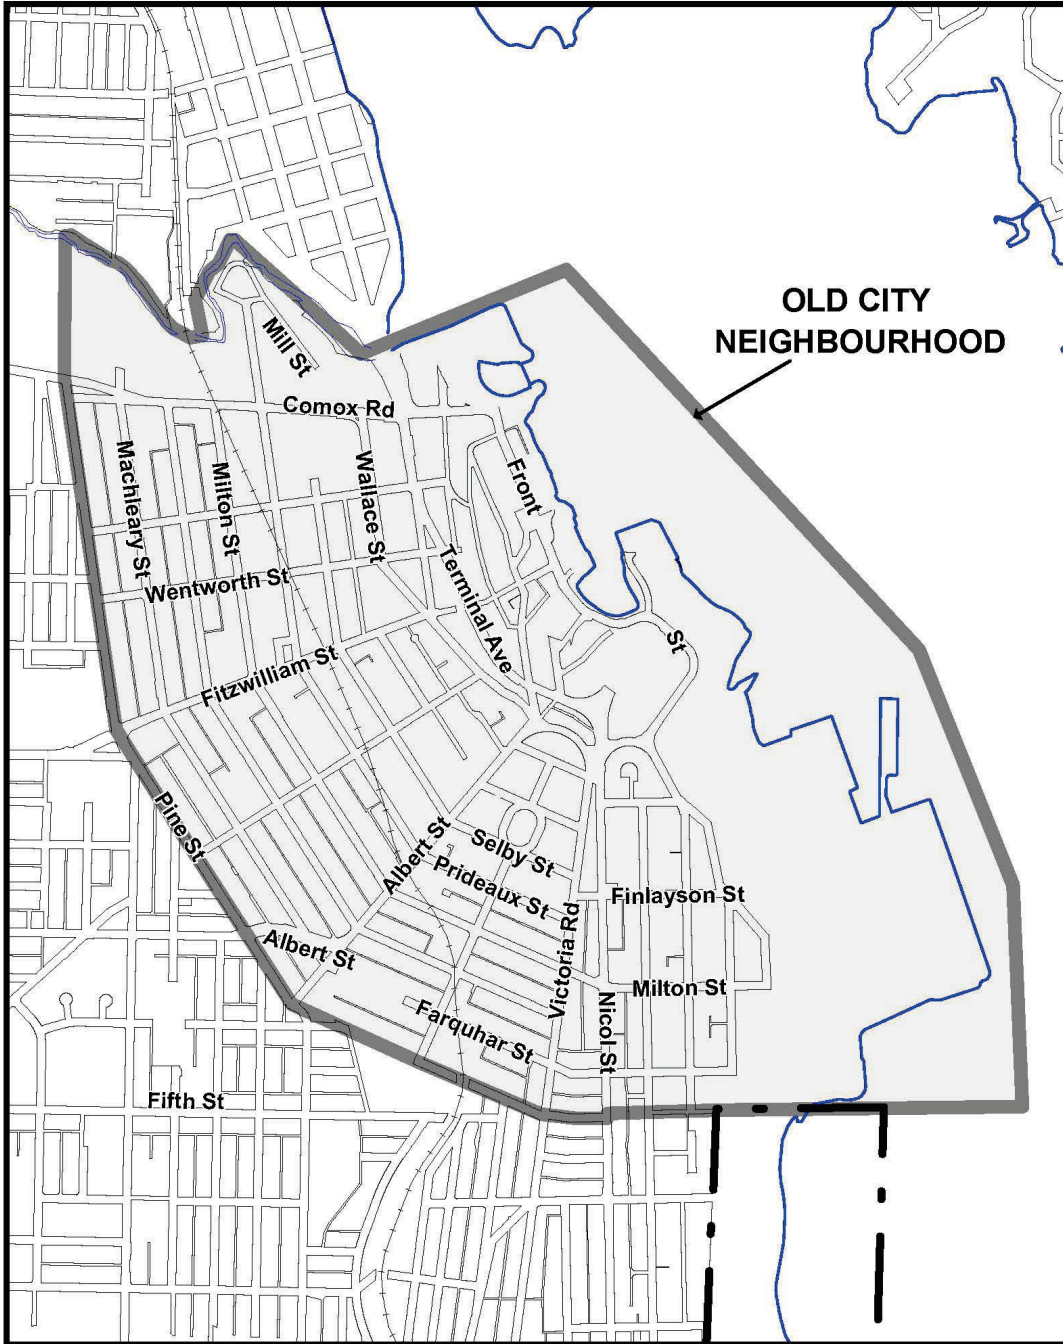 OLD CITY
NEIGHBOURHOOD
Mill St
Comox Rd
Machleary St
Milton St
Wallace St
Front
St
Wentworth St
Terminal Ave
Fitzwilliam St
Pine St
Albert St
Selby St
Prideaux St
Finlayson St
Victoria Rd
Albert St
Milton St
Nicol St
Farquhar St
Fifth St